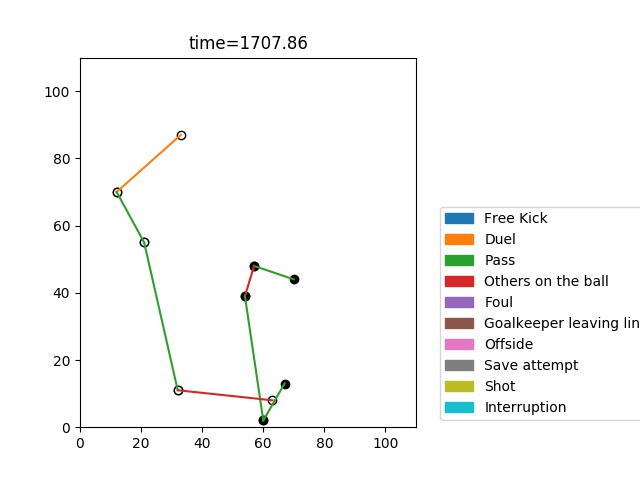 time=1707.86
100
80
60
40
20
0
0 20 40 60 80 100
Free Kick
Duel
Pass
Others on the ball
Foul
Goalkeeper leaving lin
Offside
Save attempt
Shot
Interruption